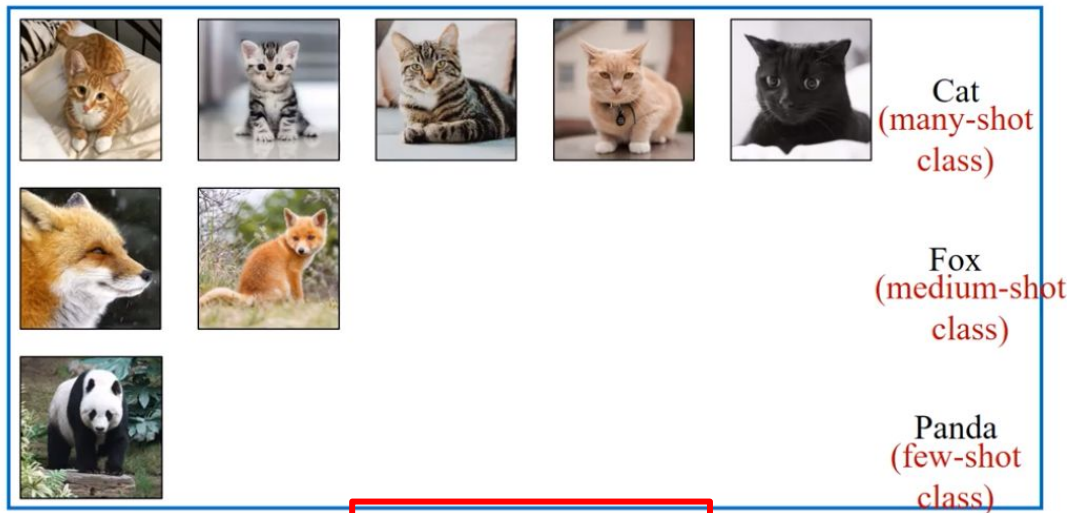 Cat
(many-shot
class)
Fox
(medium-shot
class)
Panda
(few-shot
class)